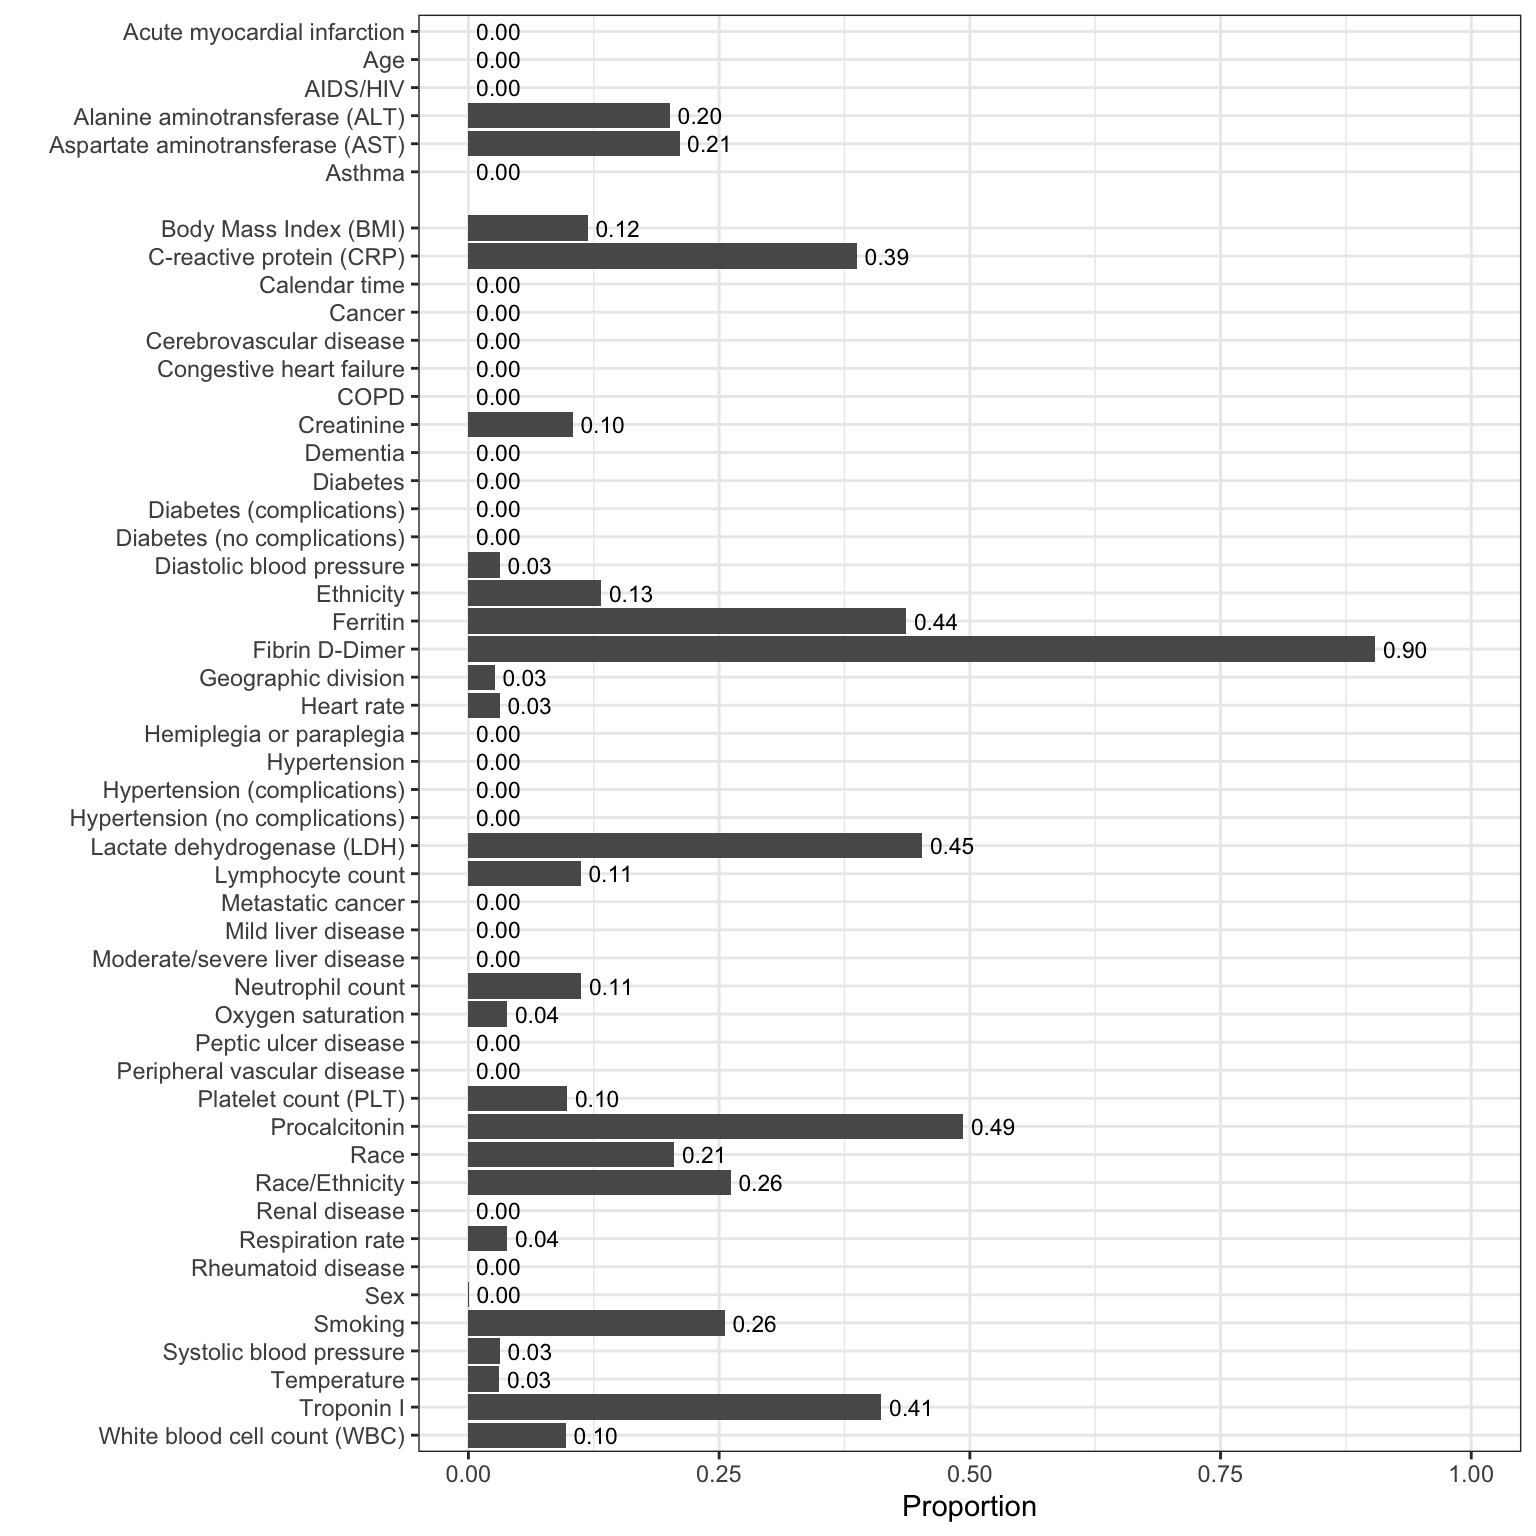 Acute myocardial infarction 0.00
Age 0.00
AIDS/HIV 0.00
Alanine aminotransferase (ALT) 0.20
Aspartate aminotransferase (AST) 0.21
Asthma 0.00
Body Mass Index (BMI) 0.12
C-reactive protein (CRP) 0.39
Calendar time 0.00
Cancer 0.00
Cerebrovascular disease 0.00
Congestive heart failure 0.00
COPD 0.00
Creatinine 0.10
Dementia 0.00
Diabetes 0.00
Diabetes (complications) 0.00
Diabetes (no complications) 0.00
Diastolic blood pressure 0.03
Ethnicity 0.13
Ferritin 0.44
Fibrin D-Dimer 0.90
Geographic division 0.03
Heart rate 0.03
Hemiplegia or paraplegia 0.00
Hypertension 0.00
Hypertension (complications) 0.00
Hypertension (no complications) 0.00
Lactate dehydrogenase (LDH) 0.45
Lymphocyte count 0.11
Metastatic cancer 0.00
Mild liver disease 0.00
Moderate/severe liver disease 0.00
Neutrophil count 0.11
Oxygen saturation 0.04
Peptic ulcer disease 0.00
Peripheral vascular disease 0.00
Platelet count (PLT) 0.10
Procalcitonin 0.49
Race 0.21
Race/Ethnicity 0.26
Renal disease 0.00
Respiration rate 0.04
Rheumatoid disease 0.00
Sex 0.00
Smoking 0.26
Systolic blood pressure 0.03
Temperature 0.03
Troponin I 0.41
White blood cell count (WBC) 0.10
0.00 0.25 0.50 0.75 1.00
Proportion